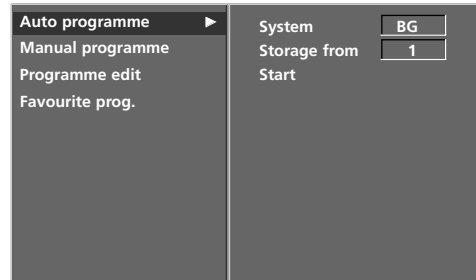 Auto programme ►
Manual programme
Programme edit
Favourite prog.
System BG
Storage from 1
Start